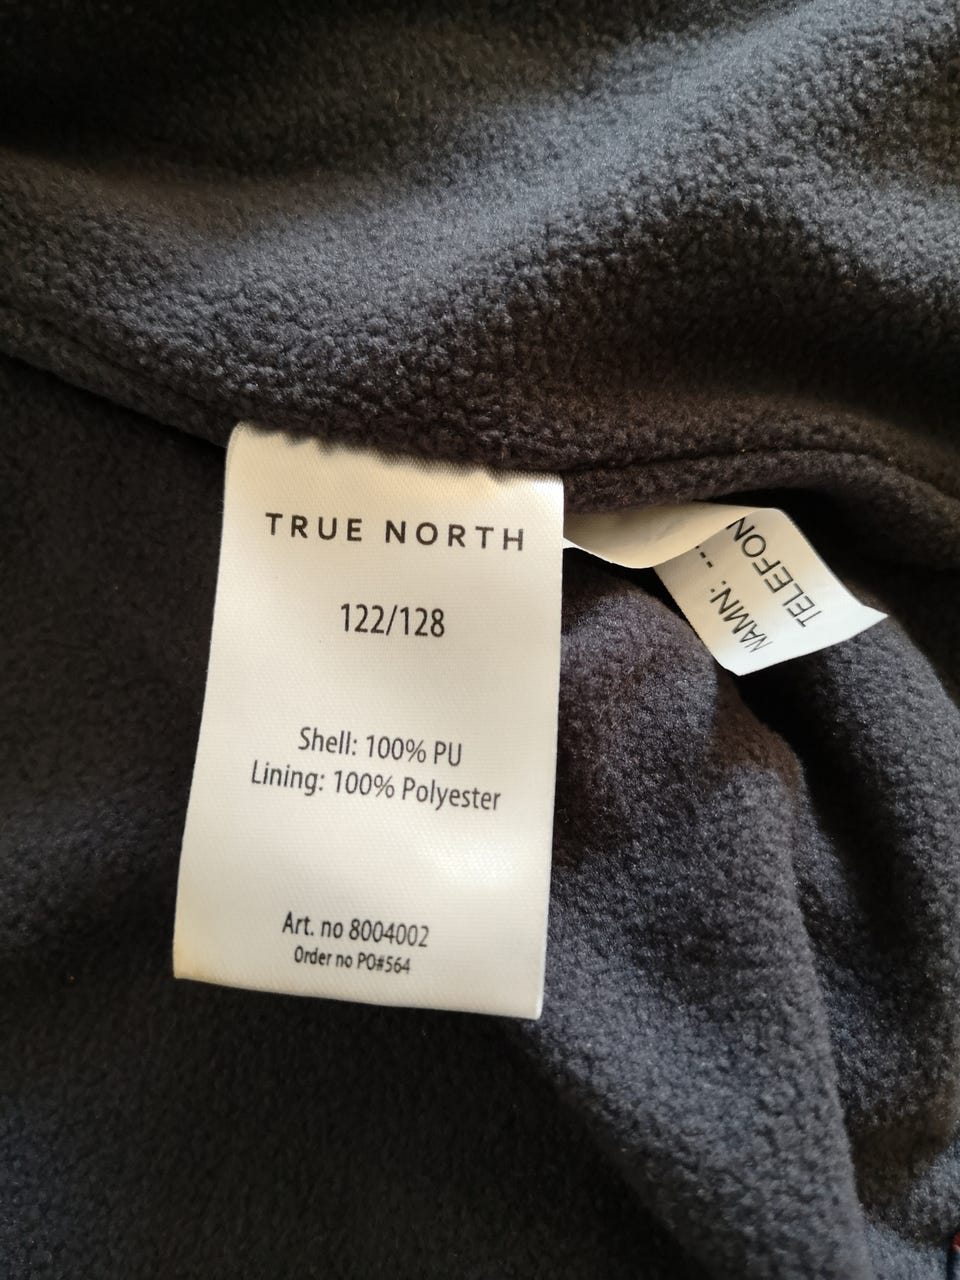 TRUE NORTH
122/128
Shell: 100% PU
Lining: 100% Polyester
Art. no 8004002
Order no PO#564
NAMN: ---
TELEFON